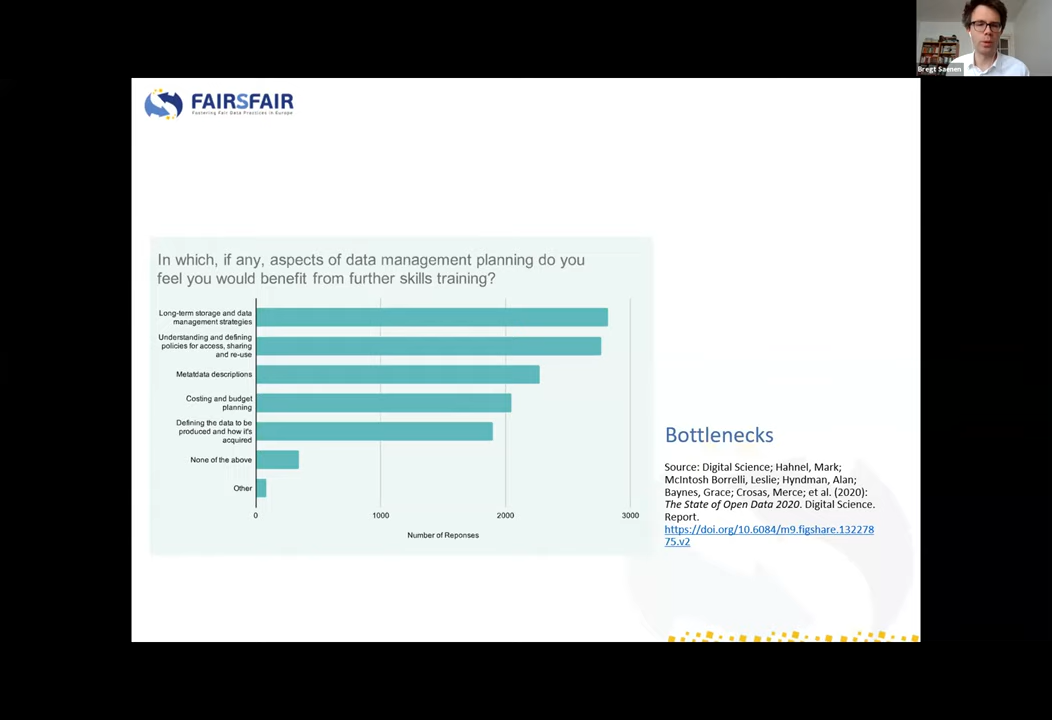 Bregt Saenen
FAIRSFAIR
Fostering Fair Data Practices in Europe
In which, if any, aspects of data management planning do you
feel you would benefit from further skills training?
Long-term storage and data
management strategies
Understanding and defining
policies for access, sharing
and re-use
Metatdata descriptions
Costing and budget
planning
Defining the data to be
produced and how it's
acquired
None of the above
Other
0
1000
2000
3000
Number of Reponses
Bottlenecks
Source: Digital Science; Hahnel, Mark;
McIntosh Borrelli, Leslie; Hyndman, Alan;
Baynes, Grace; Crosas, Merce; et al. (2020):
The State of Open Data 2020. Digital Science.
Report.
https://doi.org/10.6084/m9.figshare.132278
75.v2